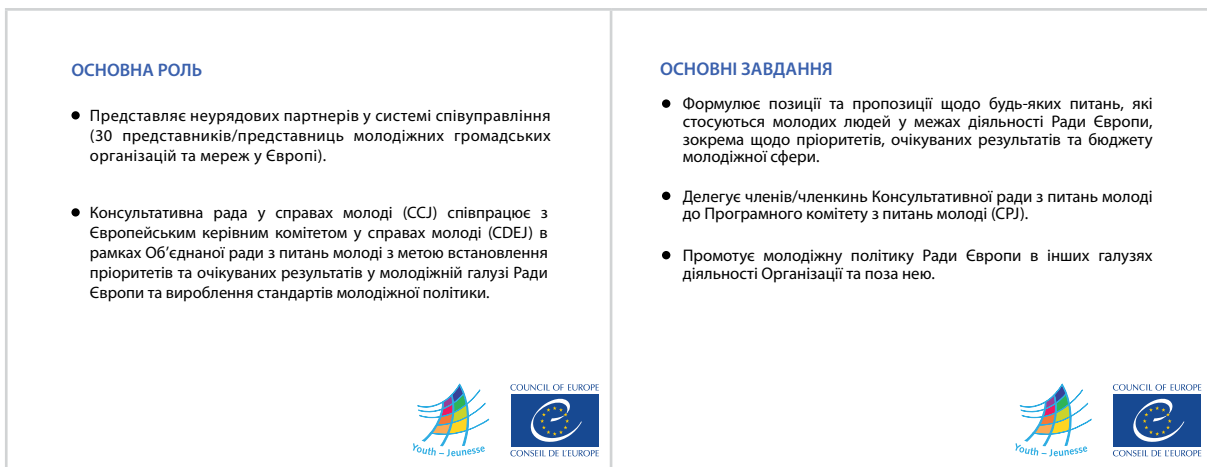 ОСНОВНА РОЛЬ
● Представляє неурядових партнерів у системі співуправління
(30 представників/представниць молодіжних громадських
організацій та мереж у Європі).
● Консультативна рада у справах молоді (CCJ) співпрацює з
Європейським керівним комітетом у справах молоді (CDEJ) в
рамках Об’єднаної ради з питань молоді з метою встановлення
пріоритетів та очікуваних результатів у молодіжній галузі Ради
Європи та вироблення стандартів молодіжної політики.
Youth – Jeunesse
COUNCIL OF EUROPE
CONSEIL DE L'EUROPE
ОСНОВНІ ЗАВДАННЯ
● Формулює позиції та пропозиції щодо будь-яких питань, які
стосуються молодих людей у межах діяльності Ради Європи,
зокрема щодо пріоритетів, очікуваних результатів та бюджету
молодіжної сфери.
● Делегує членів/членкинь Консультативної ради з питань молоді
до Програмного комітету з питань молоді (CPJ).
● Промотує молодіжну політику Ради Європи в інших галузях
діяльності Організації та поза нею.
Youth – Jeunesse
COUNCIL OF EUROPE
CONSEIL DE L'EUROPE